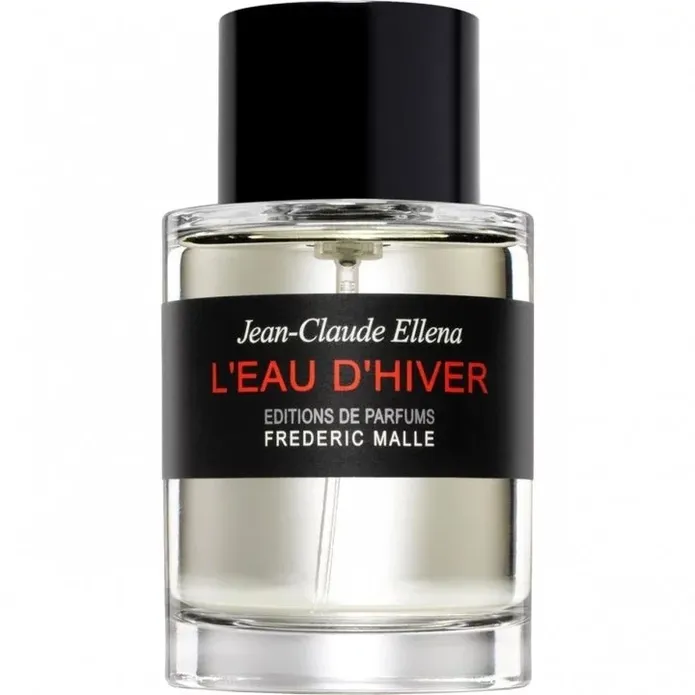 Jean-Claude Ellena
L'EAU D'HIVER
EDITIONS DE PARFUMS
FREDERIC MALLE